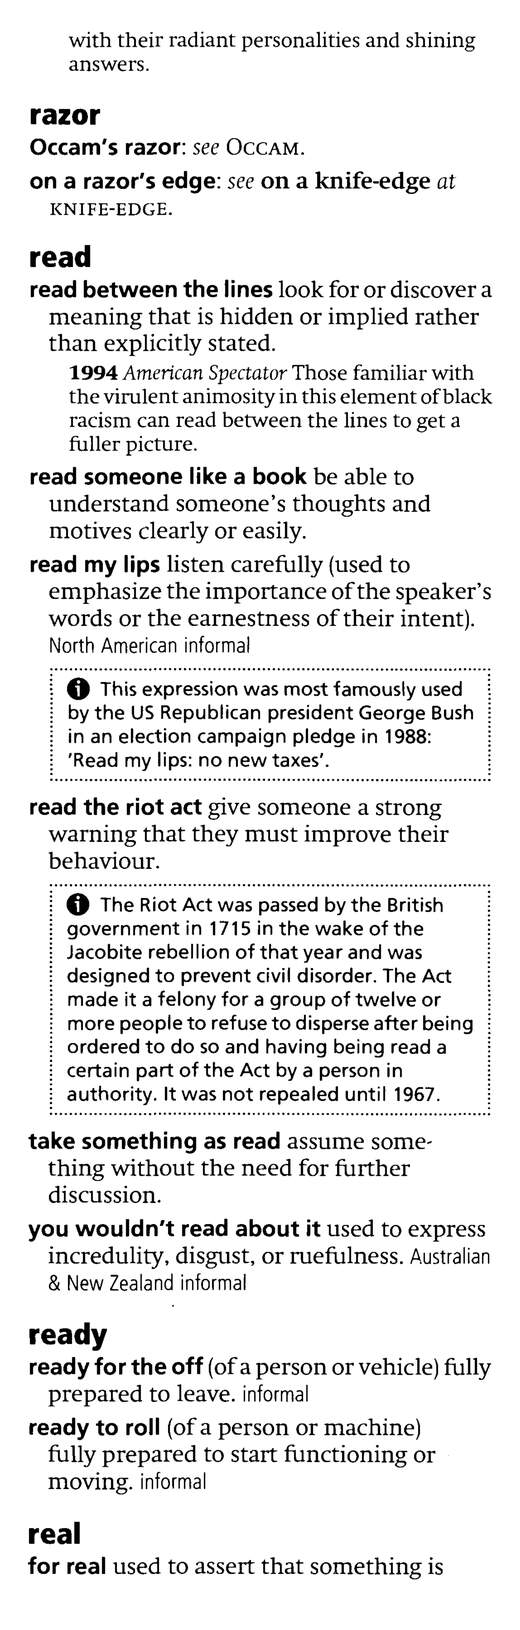 with their radiant personalities and shining
answers.
razor
Occam's razor: see OCCAM.
on a razor's edge: see on a knife-edge at
KNIFE-EDGE.
read
read between the lines look for or discover a
meaning that is hidden or implied rather
than explicitly stated.
1994 American Spectator Those familiar with
the virulent animosity in this element of black
racism can read between the lines to get a
fuller picture.
read someone like a book be able to
understand someone's thoughts and
motives clearly or easily.
read my lips listen carefully (used to
emphasize the importance of the speaker's
words or the earnestness of their intent).
North American informal
This expression was most famously used
by the US Republican president George Bush
in an election campaign pledge in 1988:
'Read my lips: no new taxes'.
read the riot act give someone a strong
warning that they must improve their
behaviour.
The Riot Act was passed by the British
government in 1715 in the wake of the
Jacobite rebellion of that year and was
designed to prevent civil disorder. The Act
made it a felony for a group of twelve or
more people to refuse to disperse after being
ordered to do so and having being read a
certain part of the Act by a person in
authority. It was not repealed until 1967.
take something as read assume some-
thing without the need for further
discussion.
you wouldn't read about it used to express
incredulity, disgust, or ruefulness. Australian
& New Zealand informal
ready
ready for the off (of a person or vehicle) fully
prepared to leave. informal
ready to roll (of a person or machine)
fully prepared to start functioning or
moving. informal
real
for real used to assert that something is